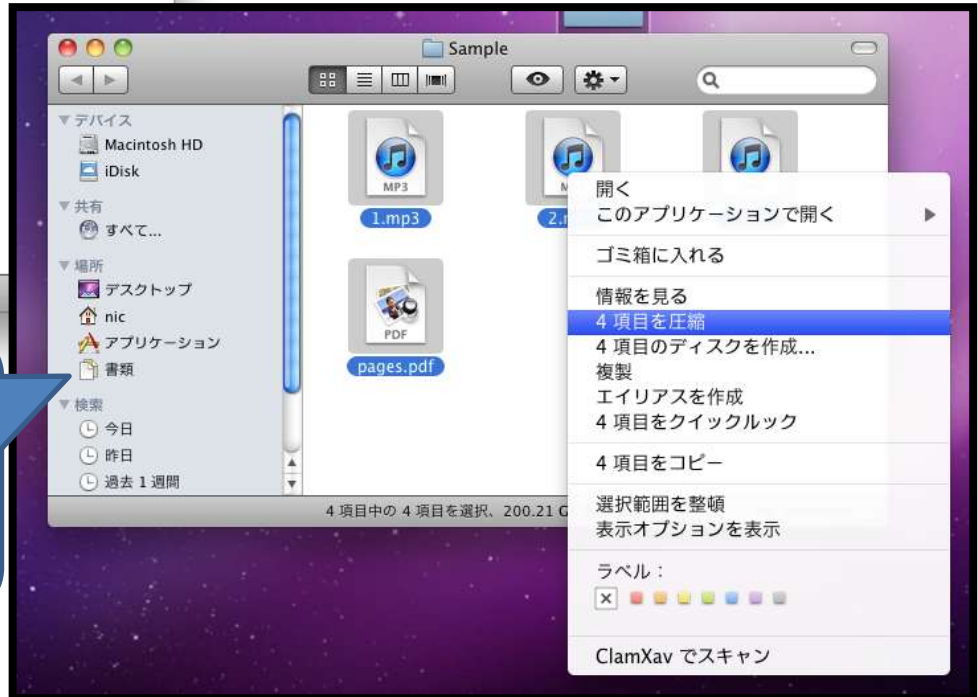 Sample
デバイス
Macintosh HD
iDisk
共有
すべて...
場所
デスクトップ
nic
アプリケーション
書類
検索
今日
昨日
過去 1 週間
MP3
1.mp3
PDF
pages.pdf
4 項目中の 4 項目を選択、200.21
開く
このアプリケーションで開く
ゴミ箱に入れる
情報を見る
4 項目を圧縮
4 項目のディスクを作成...
複製
エイリアスを作成
4 項目をクイックルック
4 項目をコピー
選択範囲を整頓
表示オプションを表示
ラベル：
ClamXav でスキャン